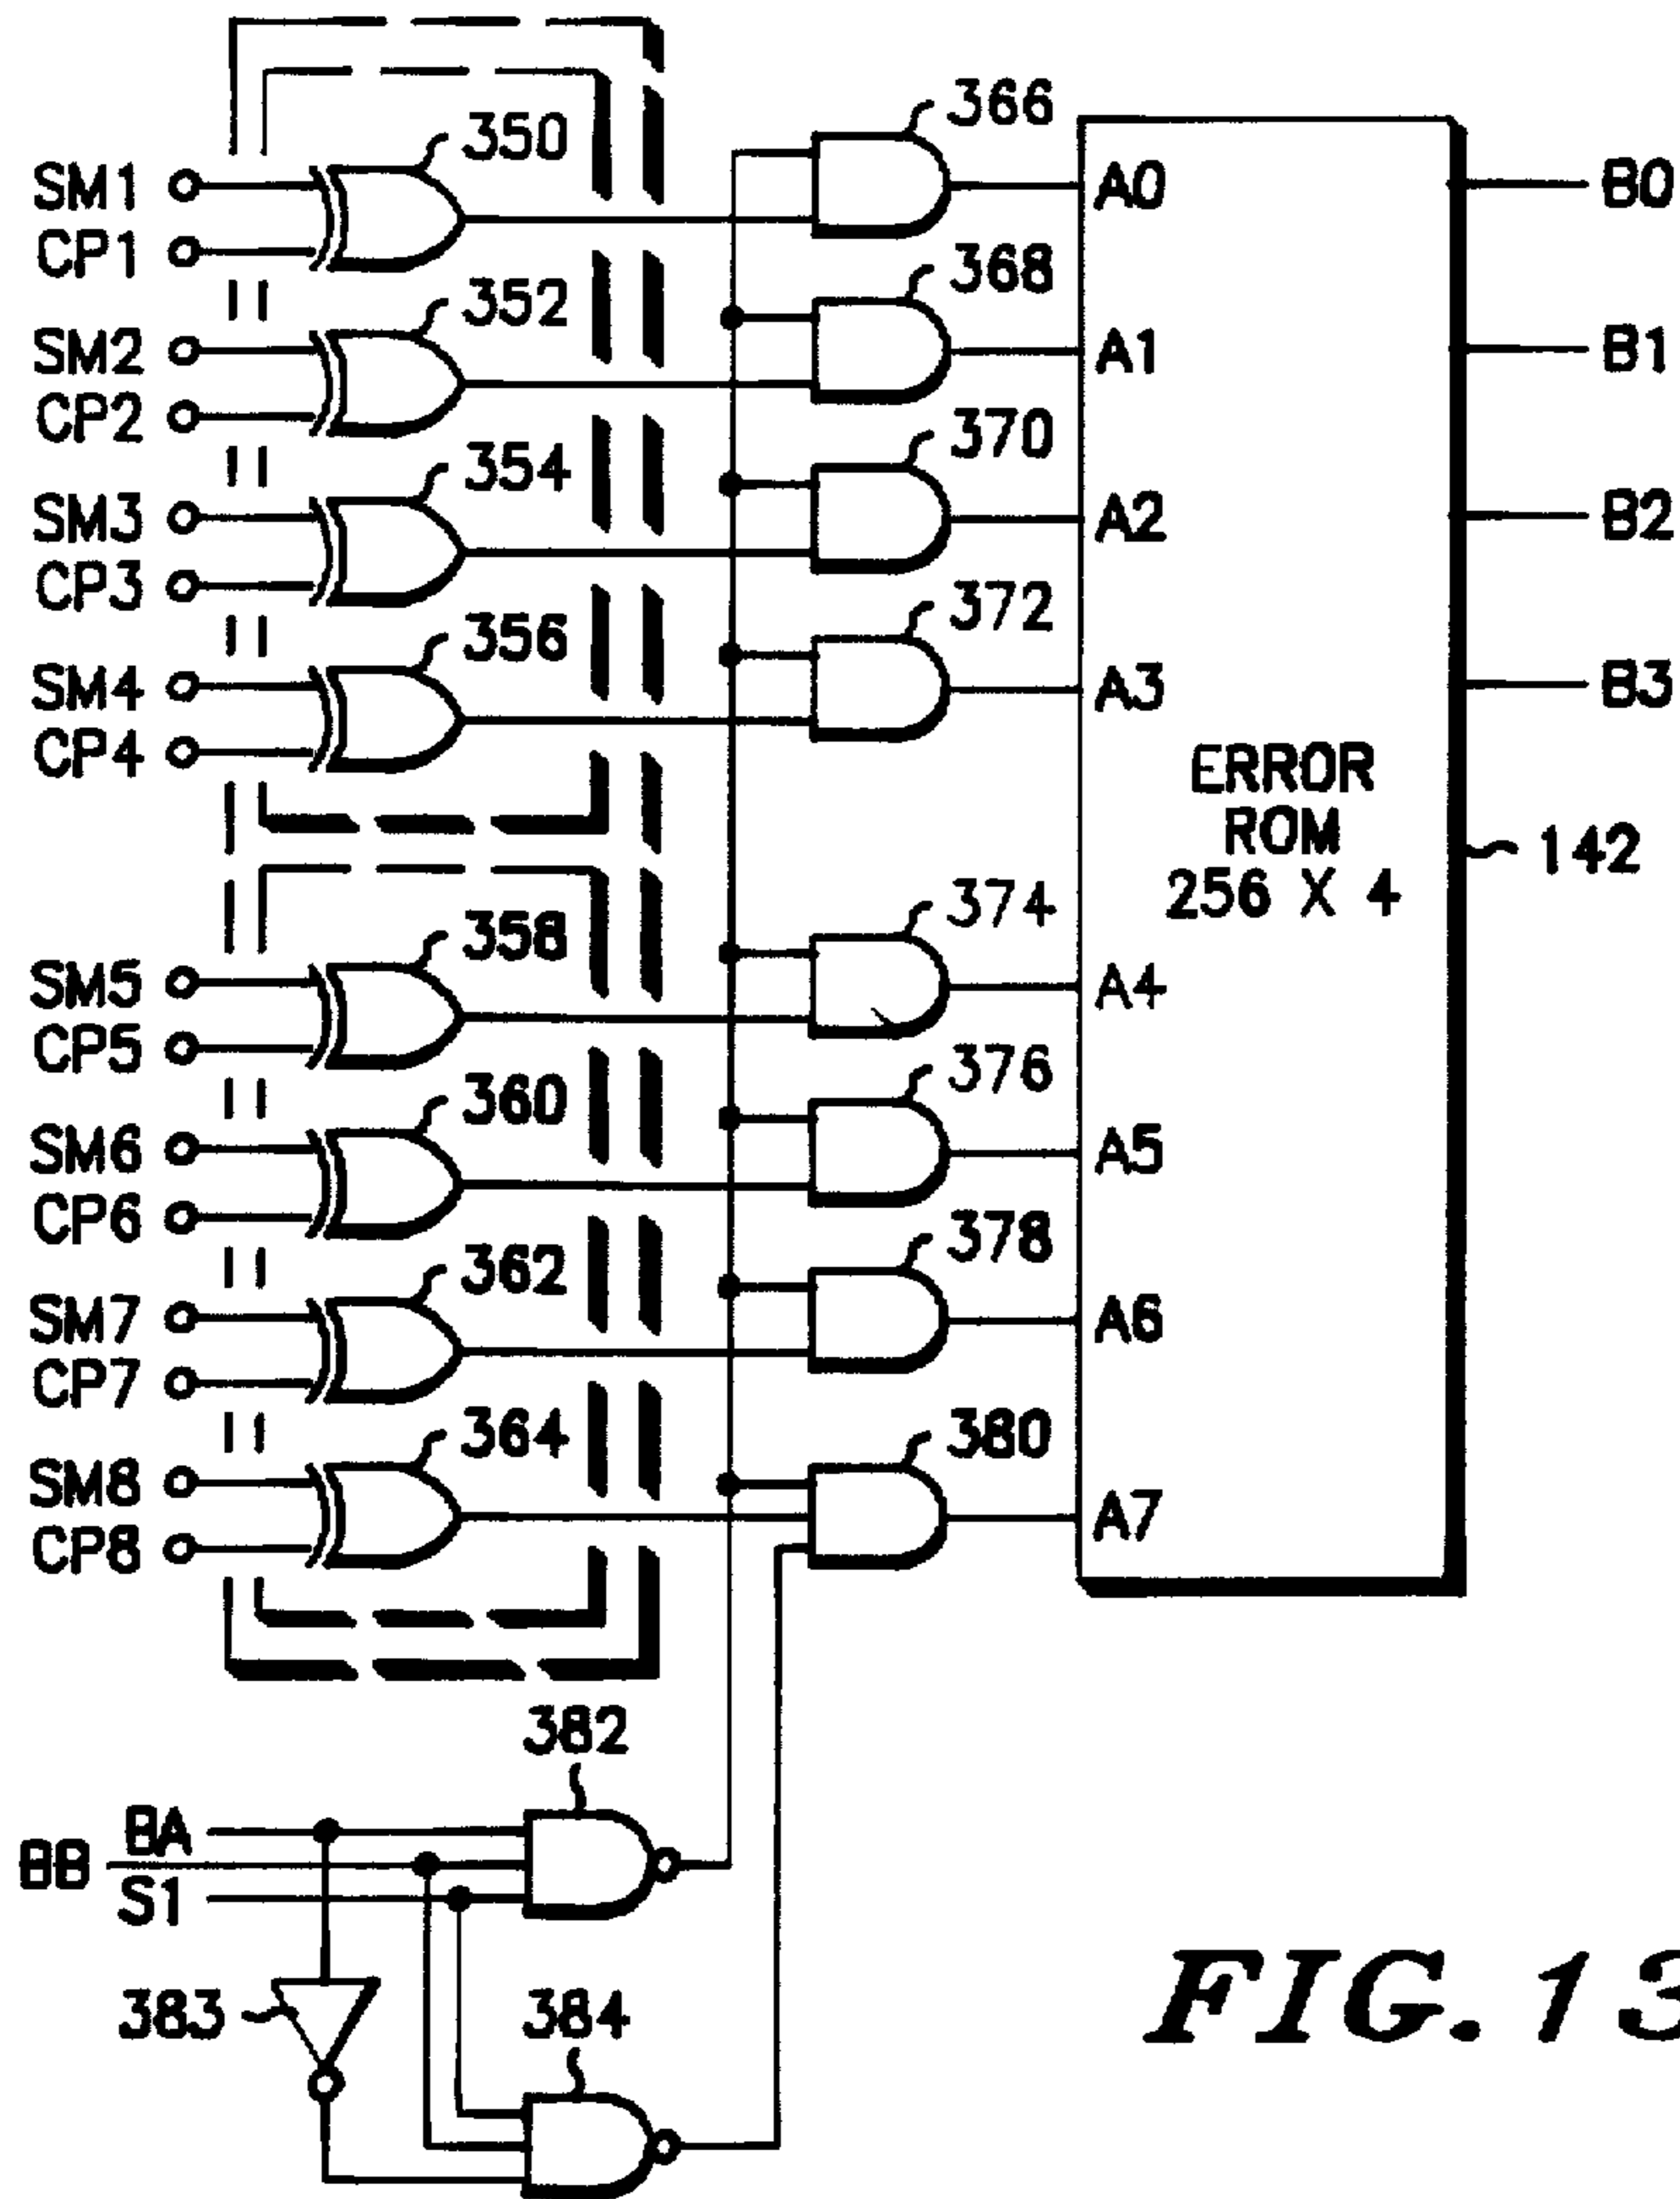 350
366
SM1
A0
B0
CP1
352
368
SM2
A1
B1
CP2
354
370
SM3
A2
B2
CP3
356
372
SM4
A3
B3
CP4
ERROR
ROM
256 X 4
142
358
374
SM5
A4
CP5
360
376
SM6
A5
CP6
362
378
SM7
A6
CP7
364
380
SM8
A7
CP8
382
BA
BB
S1
383
384
FIG. 13